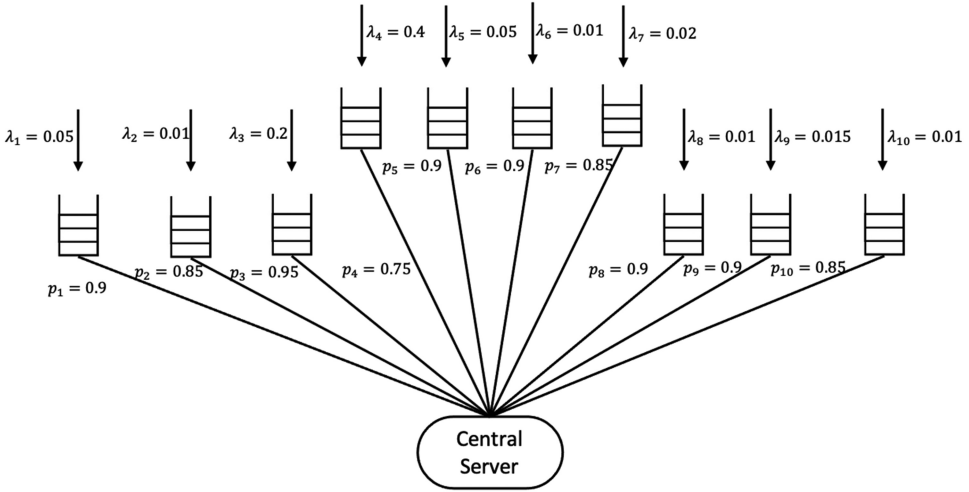 λ₄ = 0.4
λ₅ = 0.05
λ₆ = 0.01
λ₇ = 0.02
λ₁ = 0.05
λ₂ = 0.01
λ₃ = 0.2
λ₈ = 0.01
λ₉ = 0.015
λ₁₀ = 0.01
p₅ = 0.9
p₆ = 0.9
p₇ = 0.85
p₁ = 0.9
p₂ = 0.85
p₃ = 0.95
p₄ = 0.75
p₈ = 0.9
p₉ = 0.9
p₁₀ = 0.85
Central
Server